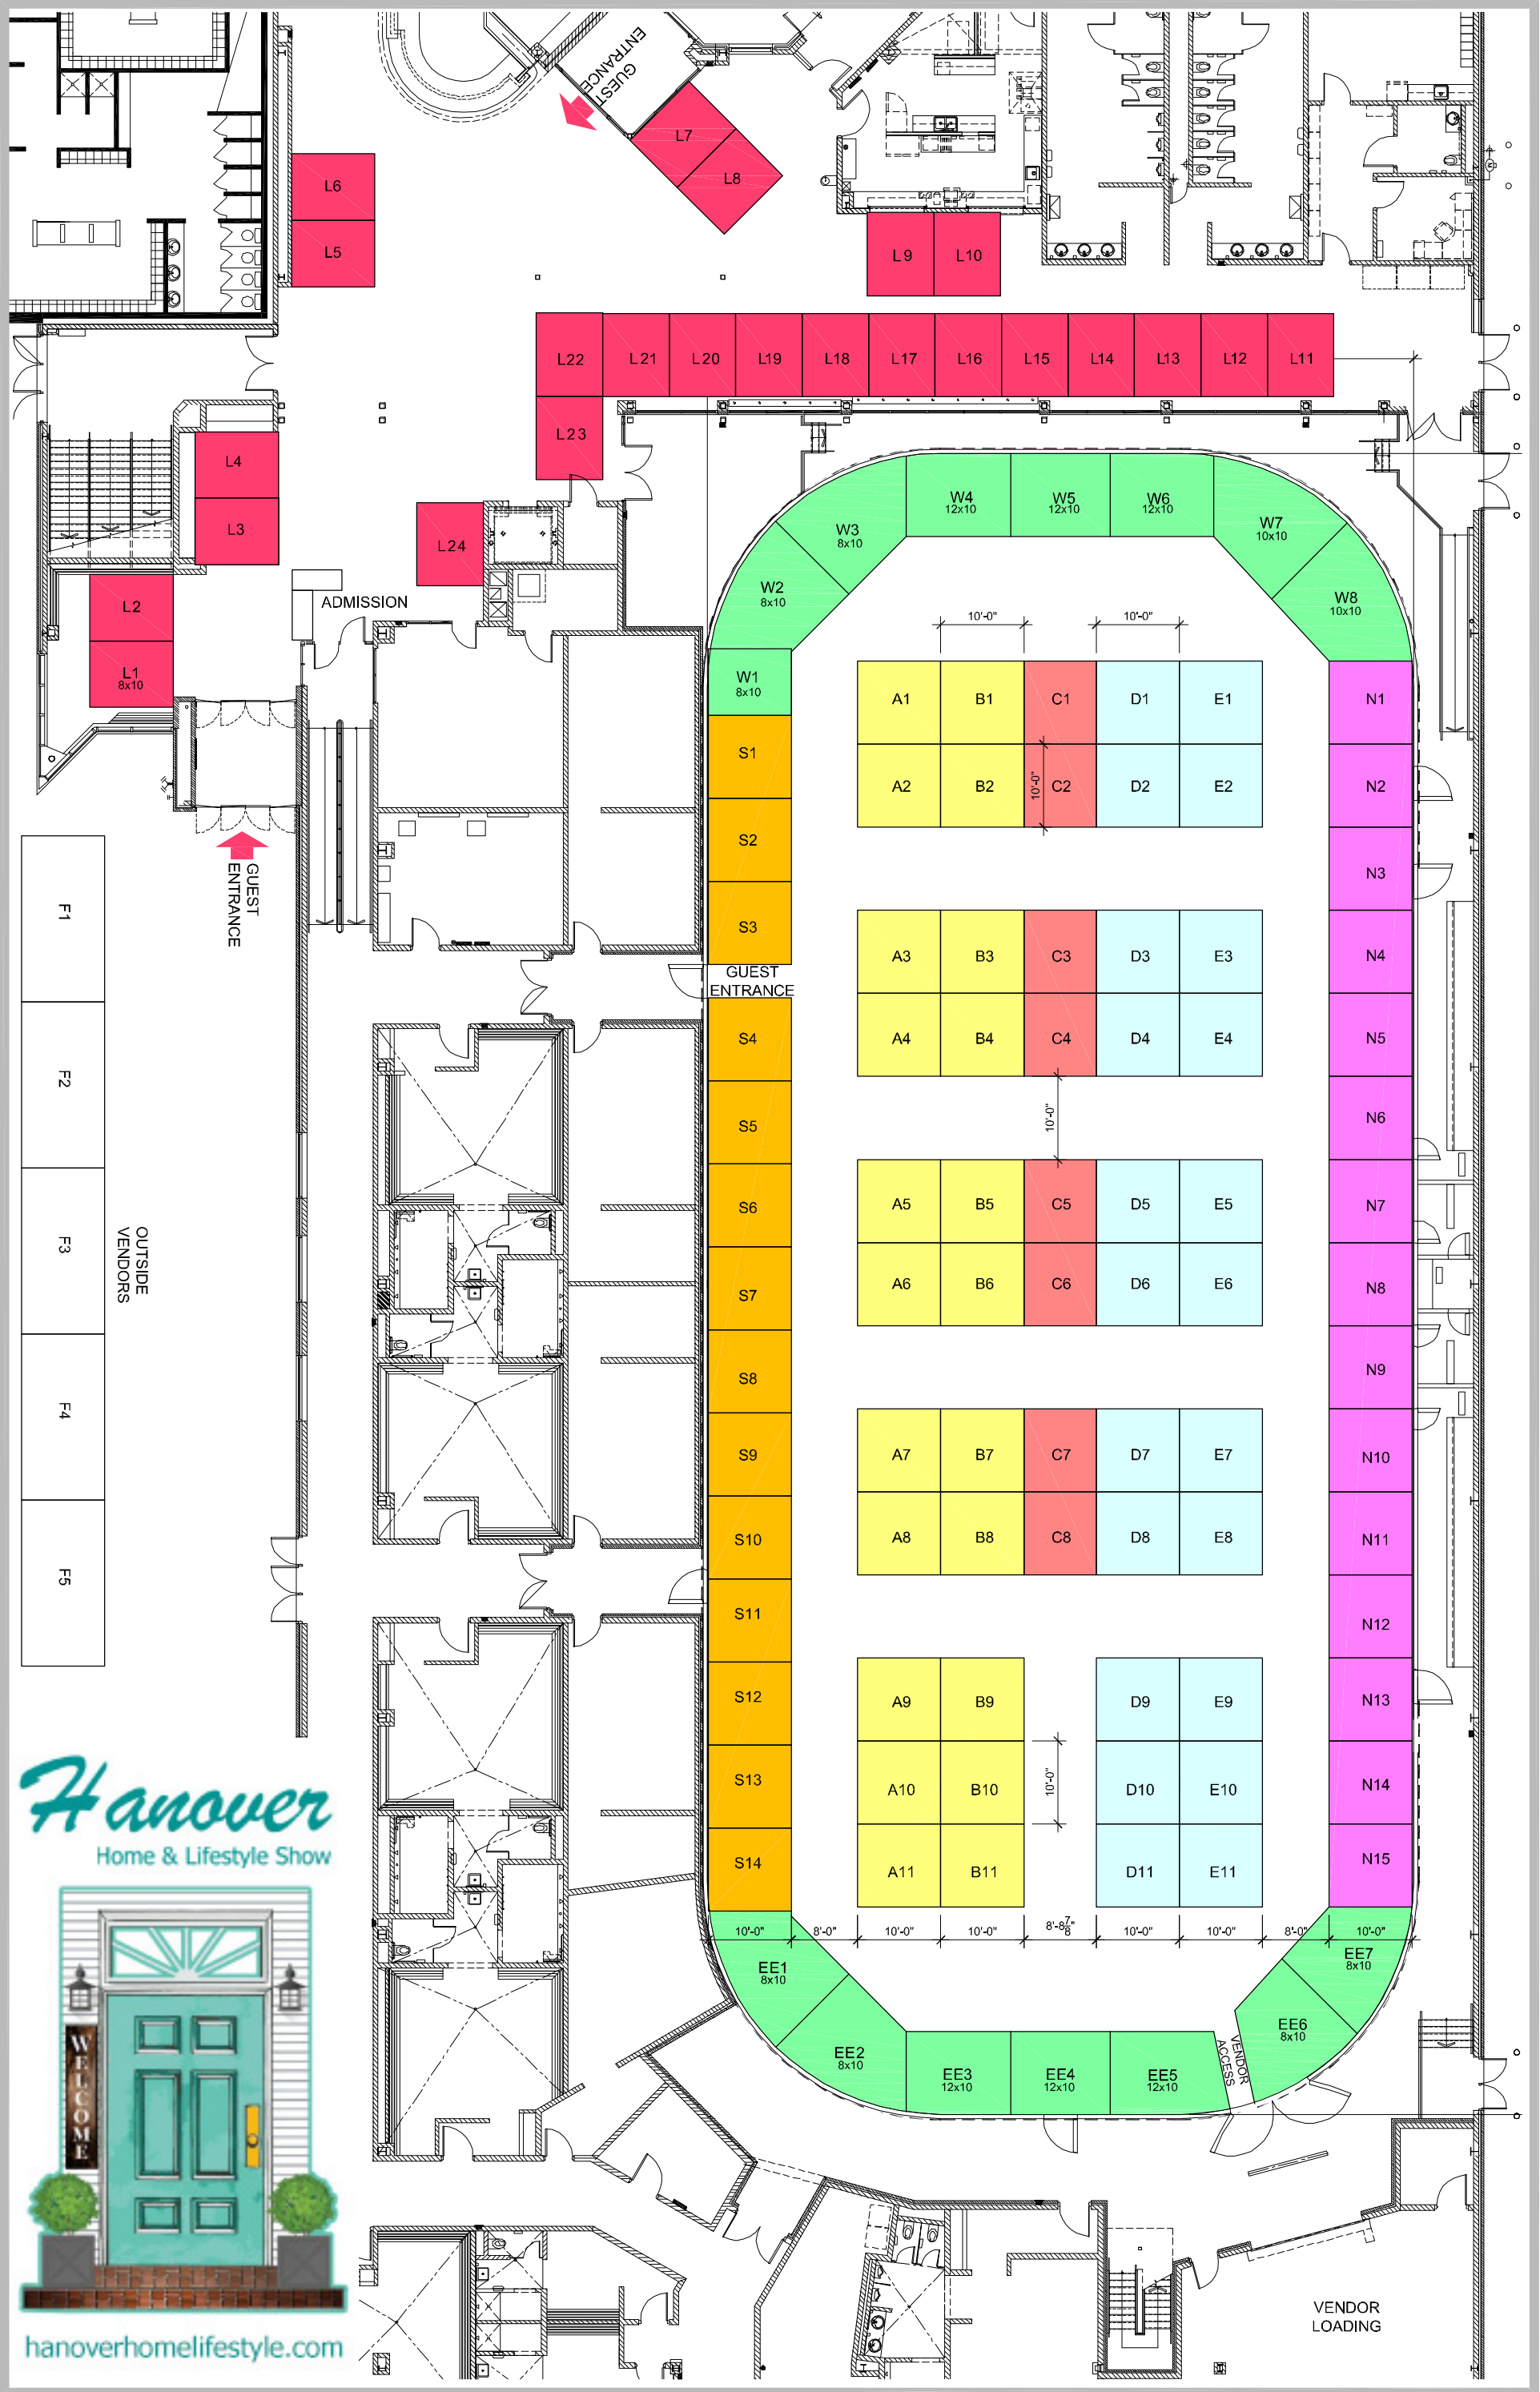 GUEST
ENTRANCE
L7
L8
L6
L5
L9
L10
L22
L21
L20
L19
L18
L17
L16
L15
L14
L13
L12
L11
L23
L4
L3
L24
L2
L1
8x10
ADMISSION
GUEST
ENTRANCE
W4
12x10
W5
12x10
W6
12x10
W3
8x10
W7
10x10
W2
8x10
W8
10x10
W1
8x10
10'-0"
10'-0"
A1
B1
C1
D1
E1
N1
S1
A2
B2
10'-0"
C2
D2
E2
N2
S2
N3
S3
A3
B3
C3
D3
E3
N4
GUEST
ENTRANCE
S4
A4
B4
C4
D4
E4
N5
S5
10'-0"
N6
S6
A5
B5
C5
D5
E5
N7
S7
A6
B6
C6
D6
E6
N8
S8
N9
S9
A7
B7
C7
D7
E7
N10
S10
A8
B8
C8
D8
E8
N11
S11
N12
S12
A9
B9
D9
E9
N13
S13
A10
B10
10'-0"
D10
E10
N14
S14
A11
B11
D11
E11
N15
10'-0"
8'-0"
10'-0"
10'-0"
8'-8⅞"
10'-0"
10'-0"
8'-0"
10'-0"
EE1
8x10
EE7
8x10
EE2
8x10
EE6
8x10
EE3
12x10
EE4
12x10
EE5
12x10
VENDOR
ACCESS
F1
F2
F3
F4
F5
OUTSIDE
VENDORS
Hanover
Home & Lifestyle Show
WELCOME
hanoverhomelifestyle.com
VENDOR
LOADING